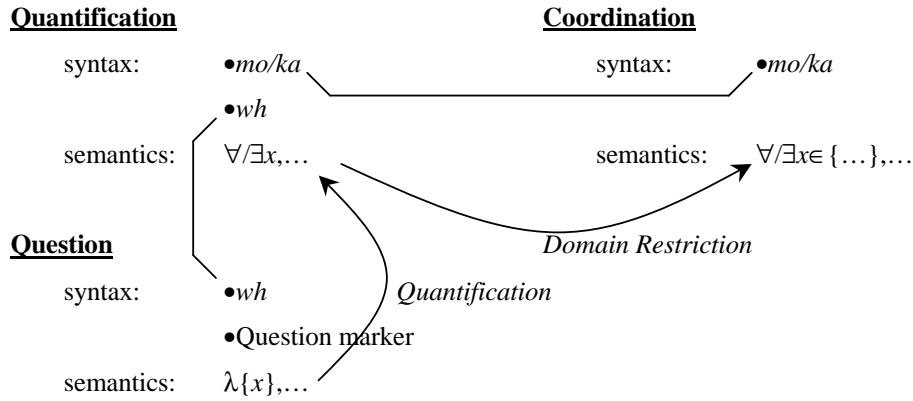 Quantification Coordination
syntax: •mo/ka syntax: •mo/ka
•wh
semantics: ∀/∃x,… semantics: ∀/∃x∈{…},…
Question Domain Restriction
syntax: •wh Quantification
•Question marker
semantics: λ{x},…